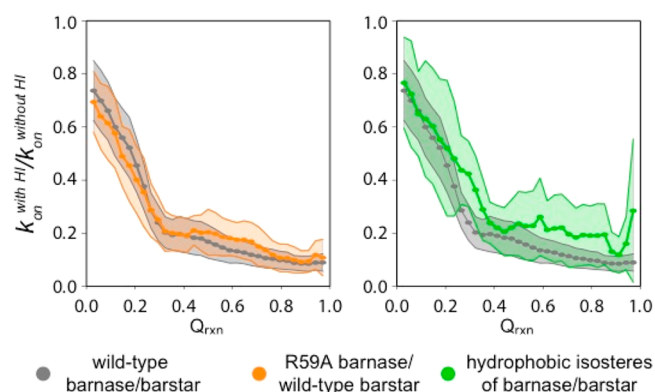 k_on^with HI/k_on^without HI
1.0
0.8
0.6
0.4
0.2
0.0
0.0 0.2 0.4 0.6 0.8 1.0
Q_rxn
1.0
0.8
0.6
0.4
0.2
0.0
0.0 0.2 0.4 0.6 0.8 1.0
Q_rxn
wild-type
barnase/barstar
R59A barnase/
wild-type barstar
hydrophobic isosteres
of barnase/barstar